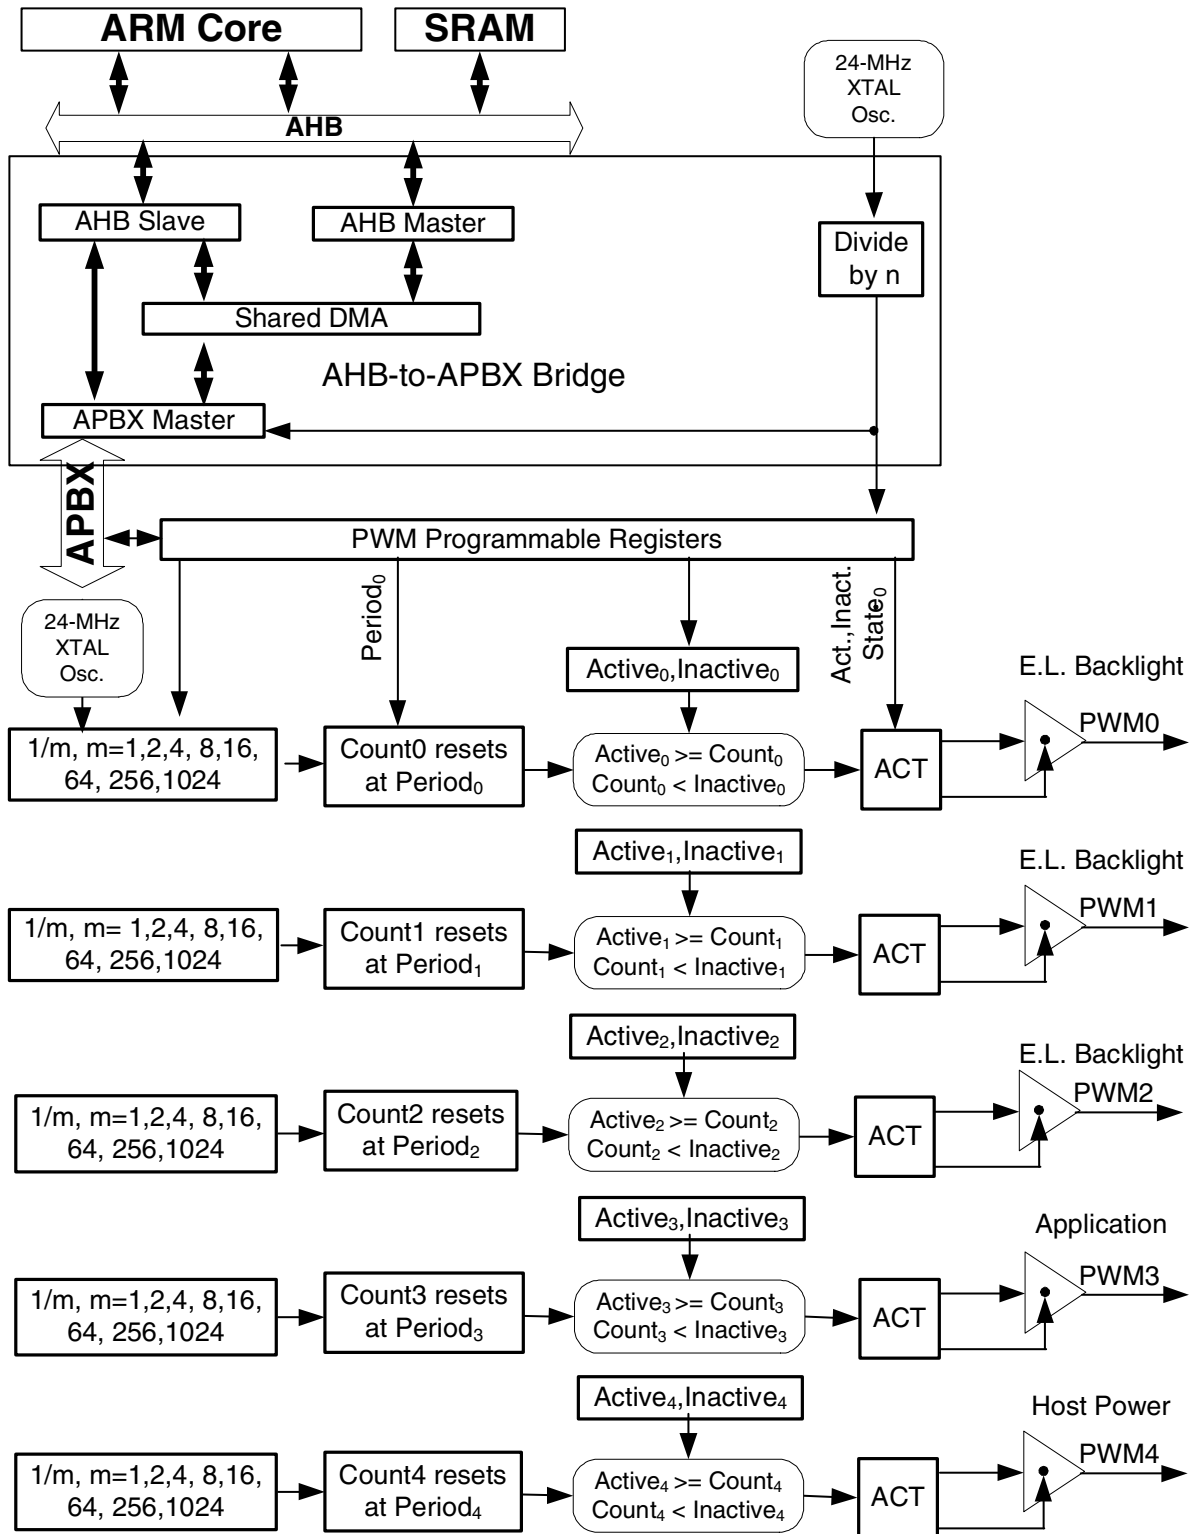 ARM Core
SRAM
24-MHz
XTAL
Osc.
AHB
AHB Slave
AHB Master
Divide
by n
Shared DMA
AHB-to-APBX Bridge
APBX Master
APBX
PWM Programmable Registers
24-MHz
XTAL
Osc.
Period₀
Act.,Inact.
State₀
Active₀,Inactive₀
E.L. Backlight
1/m, m=1,2,4, 8,16,
64, 256,1024
Count0 resets
at Period₀
Active₀ >= Count₀
Count₀ < Inactive₀
ACT
PWM0
Active₁,Inactive₁
E.L. Backlight
1/m, m= 1,2,4, 8,16,
64, 256,1024
Count1 resets
at Period₁
Active₁ >= Count₁
Count₁ < Inactive₁
ACT
PWM1
Active₂,Inactive₂
E.L. Backlight
1/m, m=1,2,4, 8,16,
64, 256,1024
Count2 resets
at Period₂
Active₂ >= Count₂
Count₂ < Inactive₂
ACT
PWM2
Active₃,Inactive₃
Application
1/m, m=1,2,4, 8,16,
64, 256,1024
Count3 resets
at Period₃
Active₃ >= Count₃
Count₃ < Inactive₃
ACT
PWM3
Active₄,Inactive₄
Host Power
1/m, m=1,2,4, 8,16,
64, 256,1024
Count4 resets
at Period₄
Active₄ >= Count₄
Count₄ < Inactive₄
ACT
PWM4